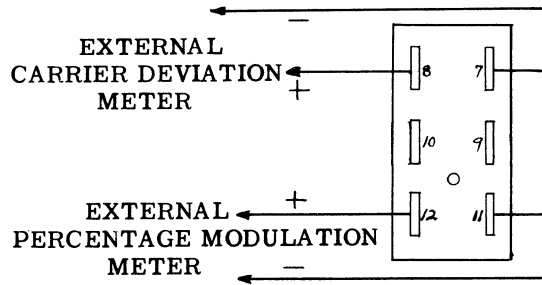 −
EXTERNAL
CARRIER DEVIATION
METER
+
8 7
10 9
12 11
+
EXTERNAL
PERCENTAGE MODULATION
METER
−